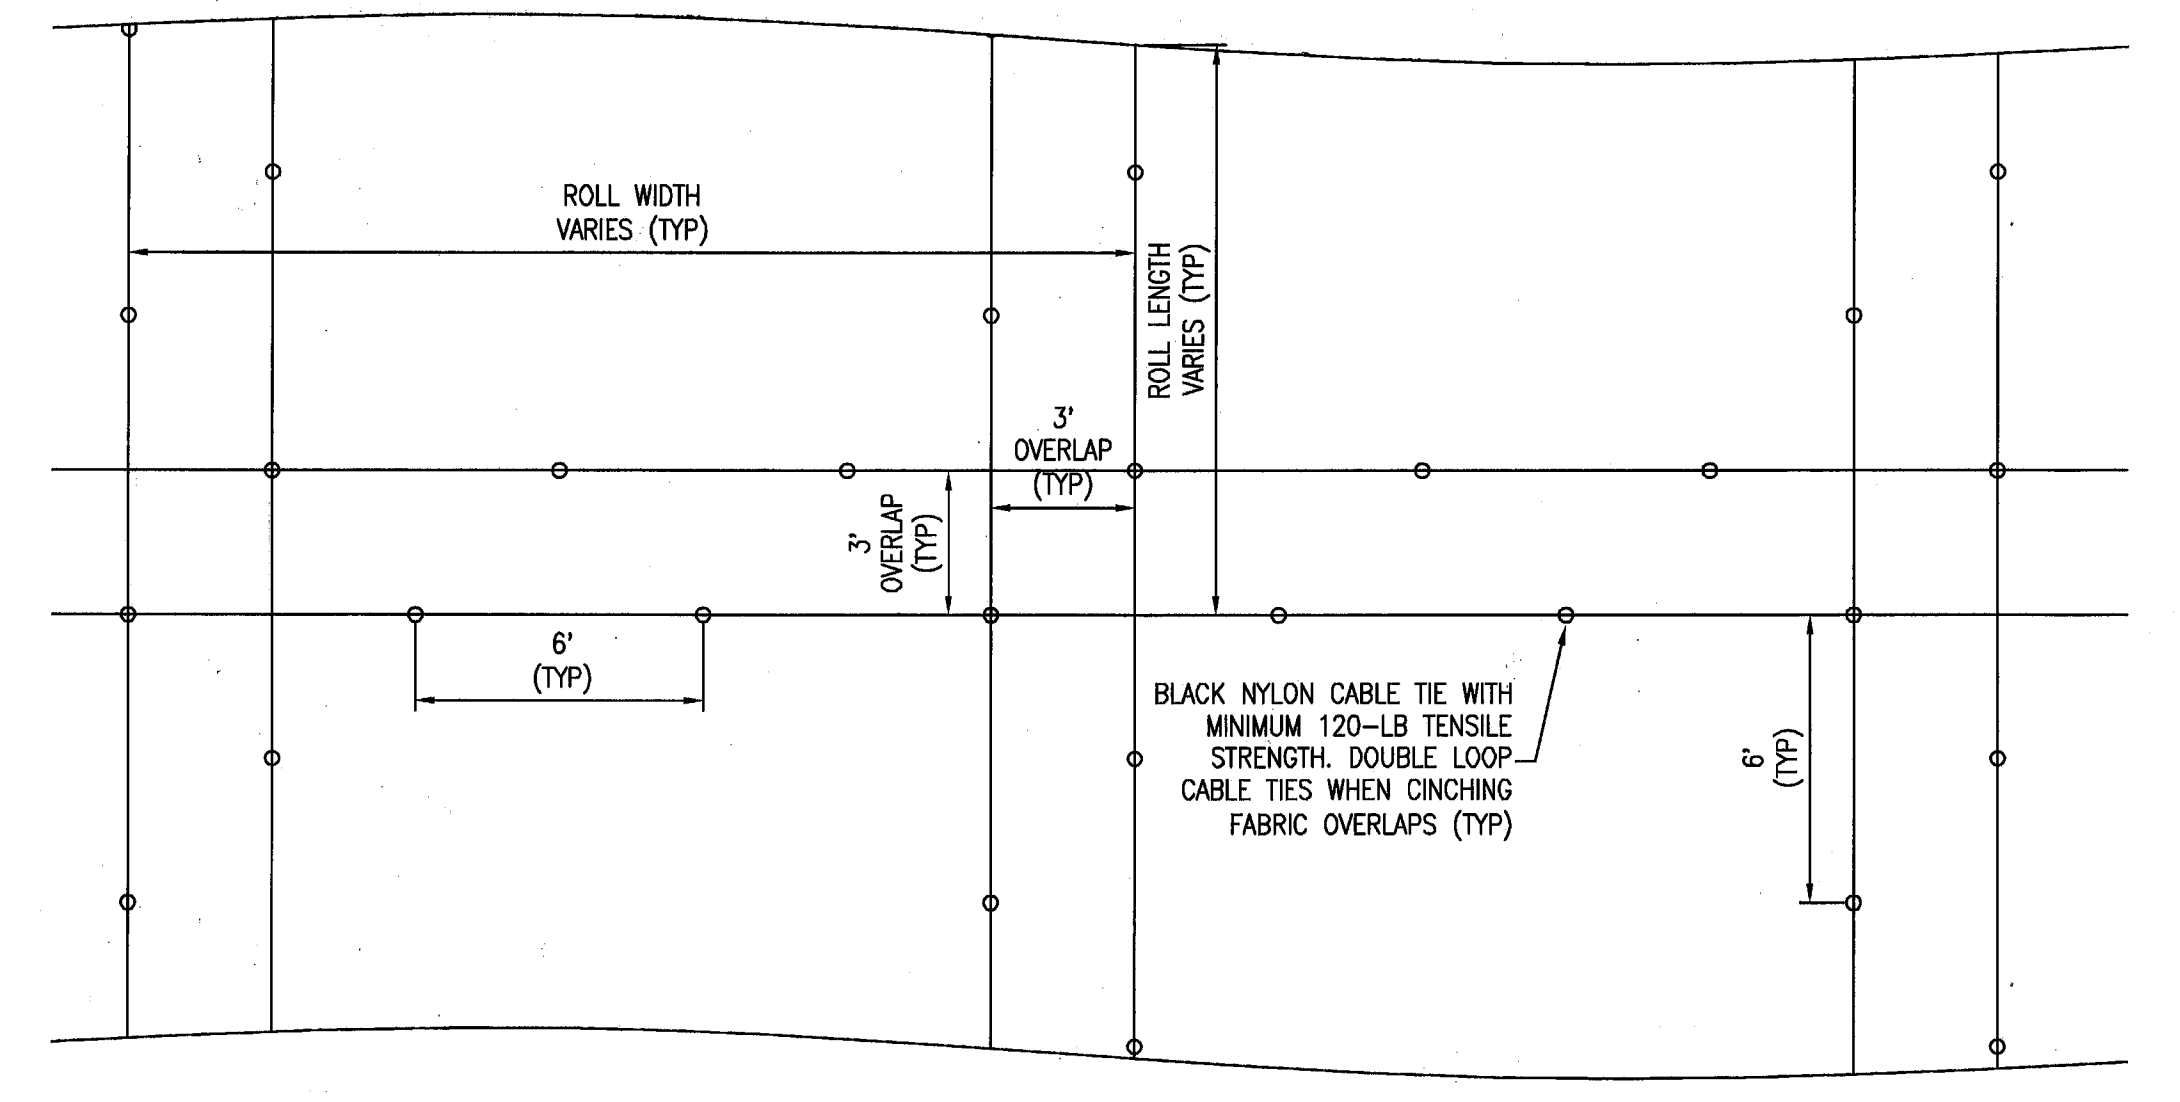 ROLL WIDTH
VARIES (TYP)
ROLL LENGTH
VARIES (TYP)
3'
OVERLAP
(TYP)
3'
OVERLAP
(TYP)
6'
(TYP)
BLACK NYLON CABLE TIE WITH
MINIMUM 120-LB TENSILE
STRENGTH. DOUBLE LOOP
CABLE TIES WHEN CINCHING
FABRIC OVERLAPS (TYP)
6'
(TYP)